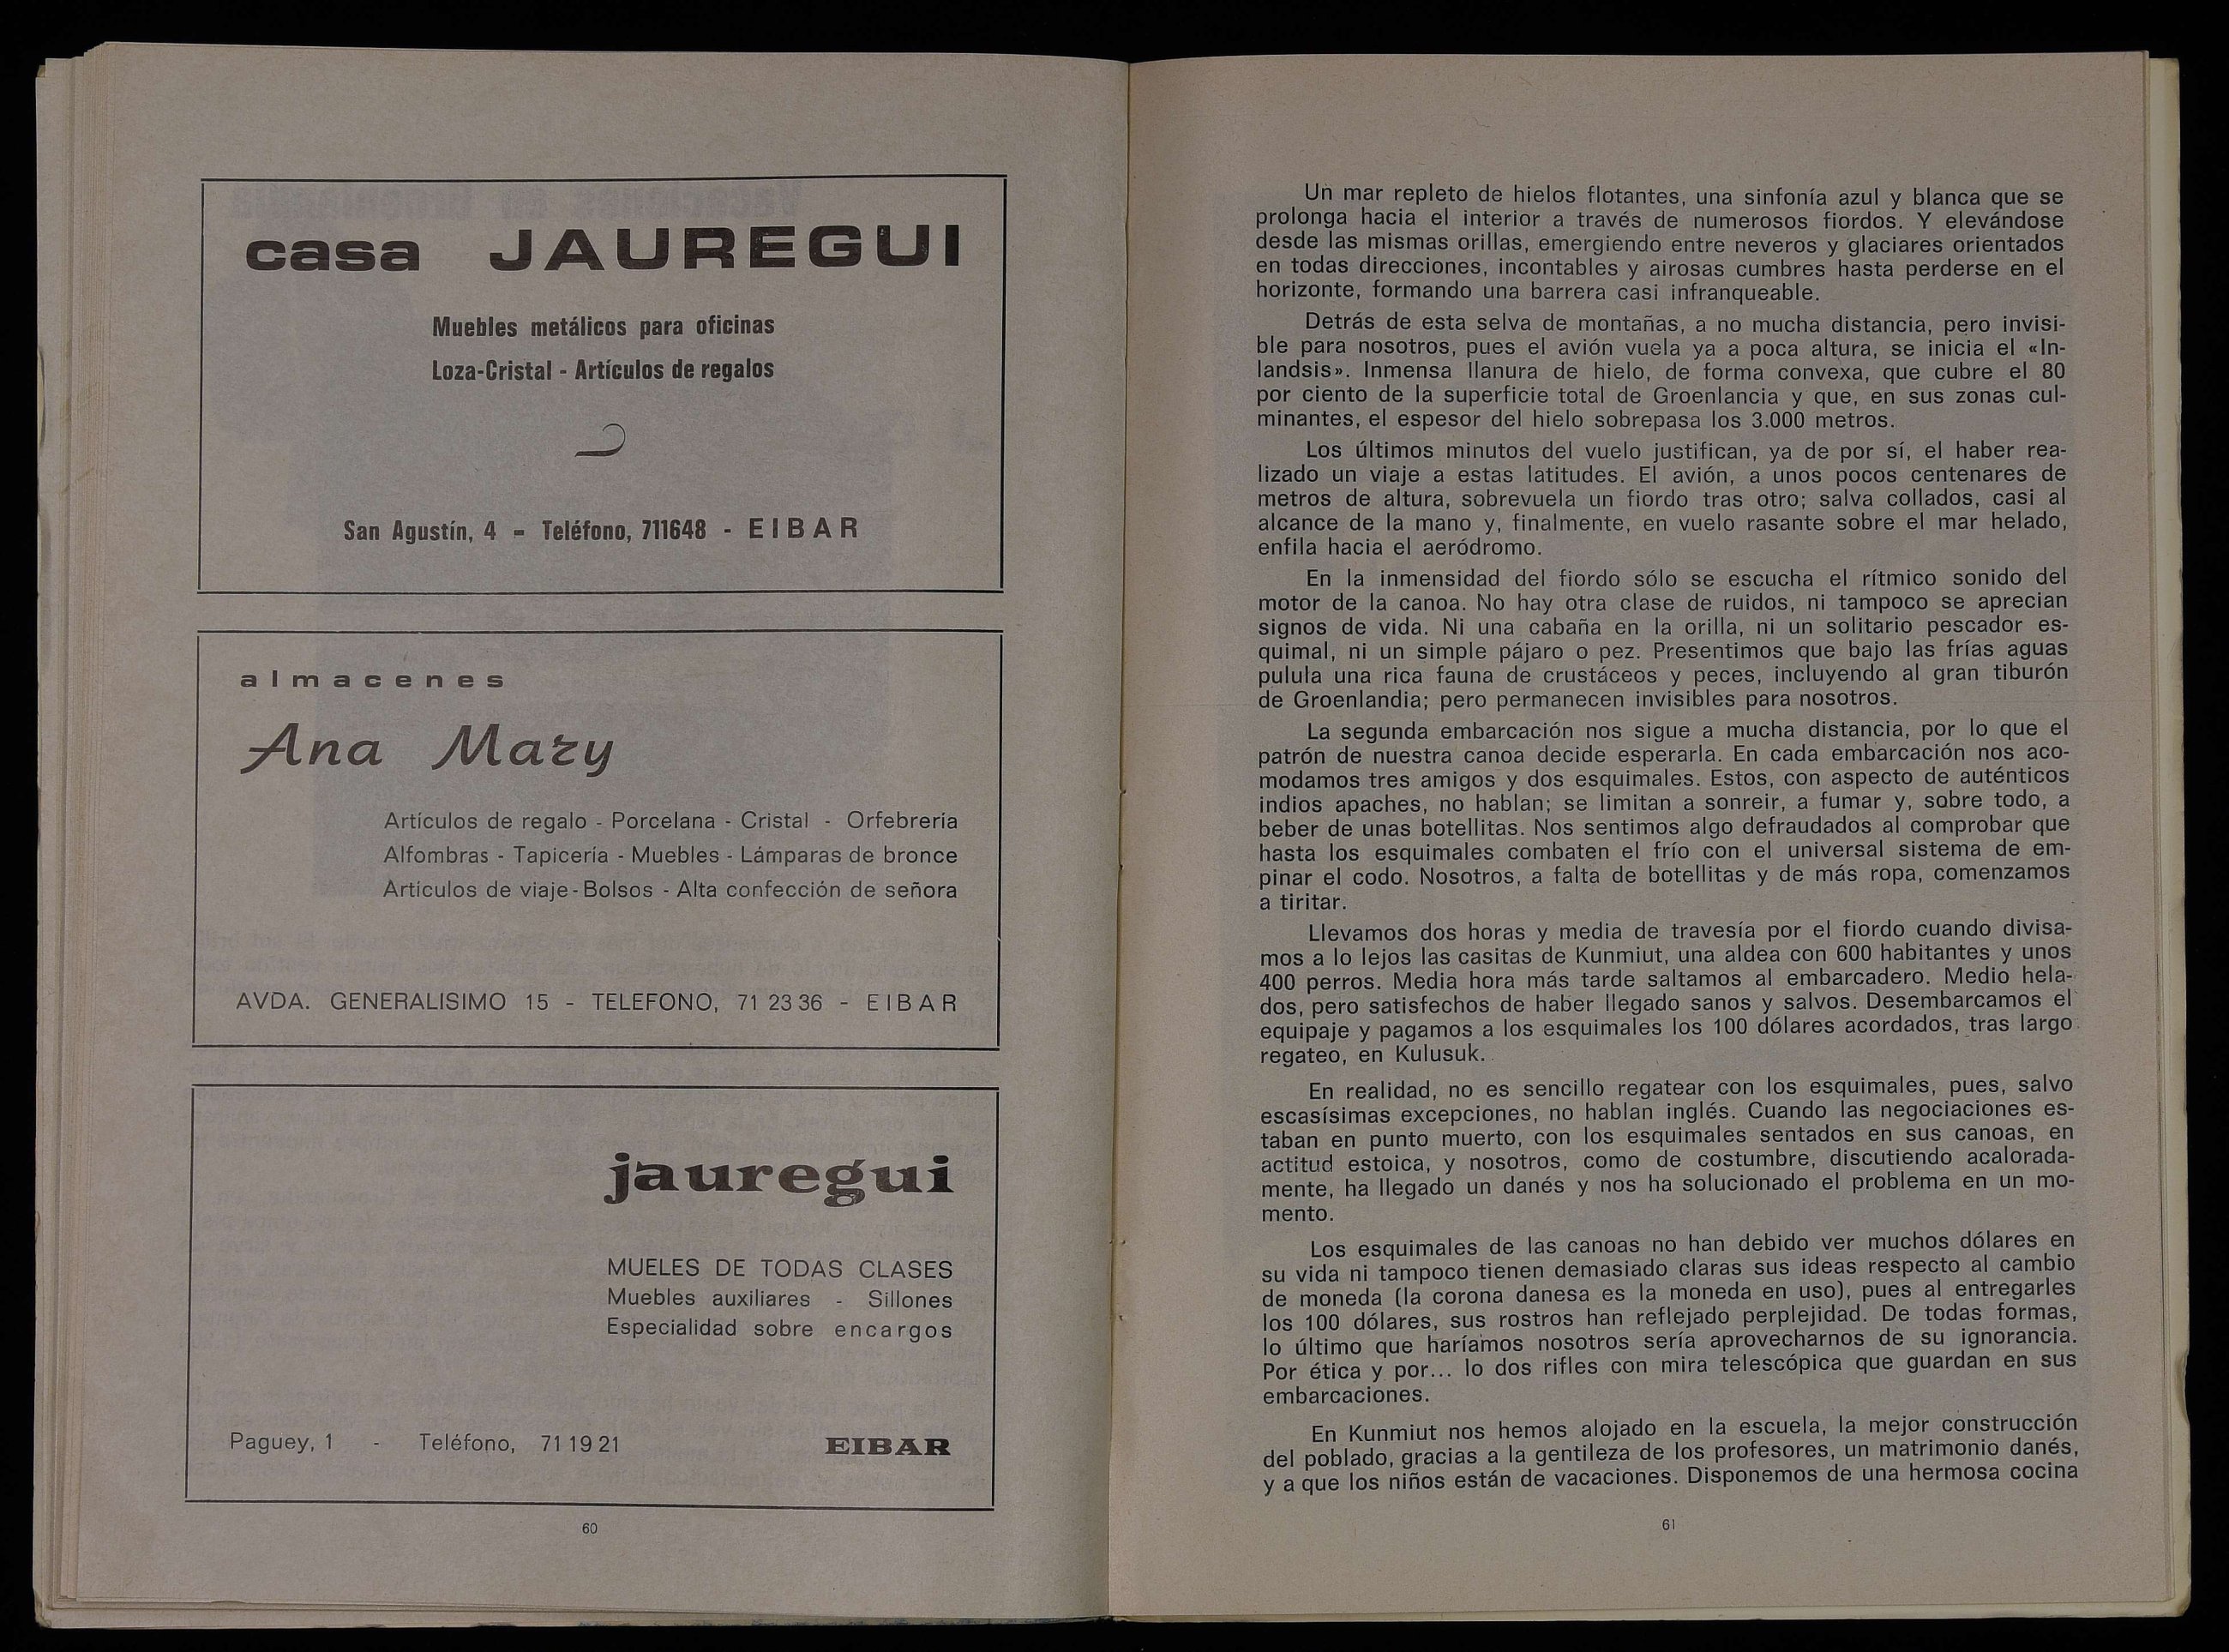 casa JAUREGUI
Muebles metálicos para oficinas
Loza-Cristal - Artículos de regalos
San Agustín, 4 - Teléfono, 711648 - EIBAR
almacenes
Ana Mary
Artículos de regalo - Porcelana - Cristal - Orfebrería
Alfombras - Tapicería - Muebles - Lámparas de bronce
Artículos de viaje - Bolsos - Alta confección de señora
AVDA. GENERALISIMO 15 - TELEFONO, 71 23 36 - EIBAR
jauregui
MUELES DE TODAS CLASES
Muebles auxiliares - Sillones
Especialidad sobre encargos
Paguey, 1 - Teléfono, 71 19 21 EIBAR
60
Un mar repleto de hielos flotantes, una sinfonía azul y blanca que se
prolonga hacia el interior a través de numerosos fiordos. Y elevándose
desde las mismas orillas, emergiendo entre neveros y glaciares orientados
en todas direcciones, incontables y airosas cumbres hasta perderse en el
horizonte, formando una barrera casi infranqueable.
Detrás de esta selva de montañas, a no mucha distancia, pero invisi-
ble para nosotros, pues el avión vuela ya a poca altura, se inicia el «In-
landsis». Inmensa llanura de hielo, de forma convexa, que cubre el 80
por ciento de la superficie total de Groenlancia y que, en sus zonas cul-
minantes, el espesor del hielo sobrepasa los 3.000 metros.
Los últimos minutos del vuelo justifican, ya de por sí, el haber rea-
lizado un viaje a estas latitudes. El avión, a unos pocos centenares de
metros de altura, sobrevuela un fiordo tras otro; salva collados, casi al
alcance de la mano y, finalmente, en vuelo rasante sobre el mar helado,
enfila hacia el aeródromo.
En la inmensidad del fiordo sólo se escucha el rítmico sonido del
motor de la canoa. No hay otra clase de ruidos, ni tampoco se aprecian
signos de vida. Ni una cabaña en la orilla, ni un solitario pescador es-
quimal, ni un simple pájaro o pez. Presentimos que bajo las frías aguas
pulula una rica fauna de crustáceos y peces, incluyendo al gran tiburón
de Groenlandia; pero permanecen invisibles para nosotros.
La segunda embarcación nos sigue a mucha distancia, por lo que el
patrón de nuestra canoa decide esperarla. En cada embarcación nos aco-
modamos tres amigos y dos esquimales. Estos, con aspecto de auténticos
indios apaches, no hablan; se limitan a sonreir, a fumar y, sobre todo, a
beber de unas botellitas. Nos sentimos algo defraudados al comprobar que
hasta los esquimales combaten el frío con el universal sistema de em-
pinar el codo. Nosotros, a falta de botellitas y de más ropa, comenzamos
a tiritar.
Llevamos dos horas y media de travesía por el fiordo cuando divisa-
mos a lo lejos las casitas de Kunmiut, una aldea con 600 habitantes y unos
400 perros. Media hora más tarde saltamos al embarcadero. Medio hela-
dos, pero satisfechos de haber llegado sanos y salvos. Desembarcamos el
equipaje y pagamos a los esquimales los 100 dólares acordados, tras largo
regateo, en Kulusuk.
En realidad, no es sencillo regatear con los esquimales, pues, salvo
escasísimas excepciones, no hablan inglés. Cuando las negociaciones es-
taban en punto muerto, con los esquimales sentados en sus canoas, en
actitud estoica, y nosotros, como de costumbre, discutiendo acalorada-
mente, ha llegado un danés y nos ha solucionado el problema en un mo-
mento.
Los esquimales de las canoas no han debido ver muchos dólares en
su vida ni tampoco tienen demasiado claras sus ideas respecto al cambio
de moneda (la corona danesa es la moneda en uso), pues al entregarles
los 100 dólares, sus rostros han reflejado perplejidad. De todas formas,
lo último que haríamos nosotros sería aprovecharnos de su ignorancia.
Por ética y por... lo dos rifles con mira telescópica que guardan en sus
embarcaciones.
En Kunmiut nos hemos alojado en la escuela, la mejor construcción
del poblado, gracias a la gentileza de los profesores, un matrimonio danés,
y a que los niños están de vacaciones. Disponemos de una hermosa cocina
61